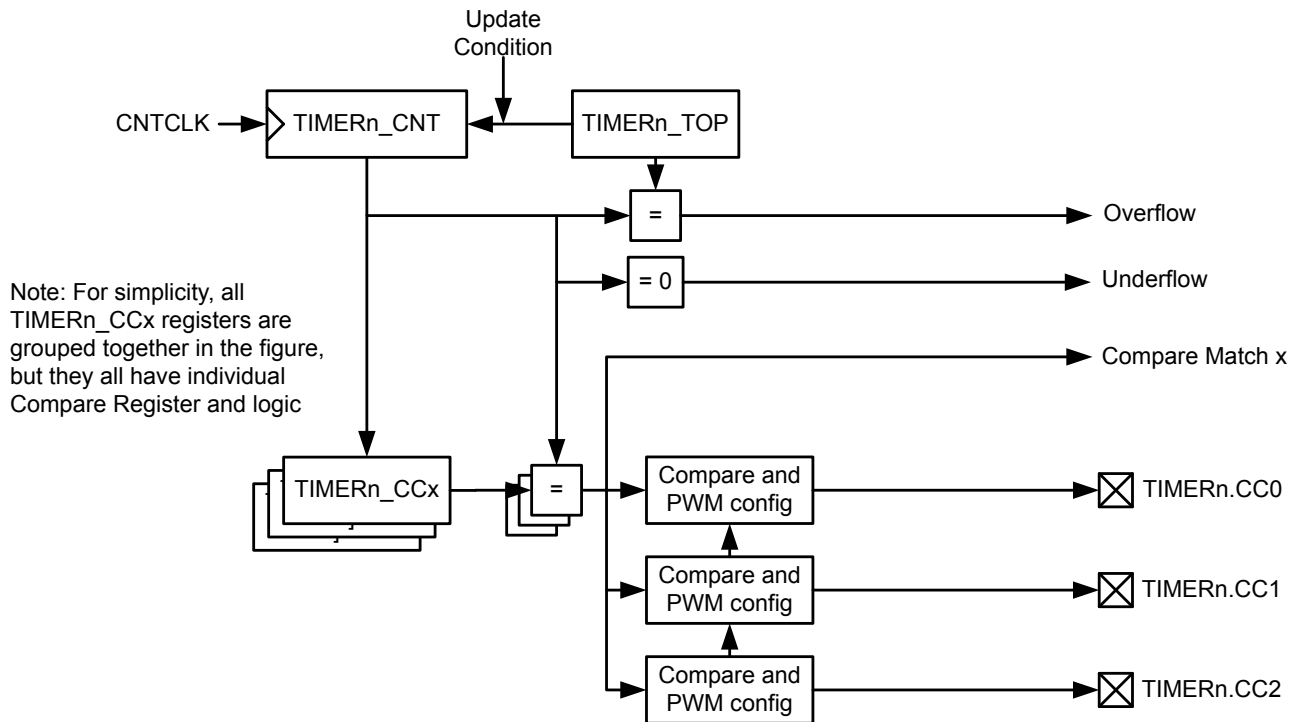 Update
Condition
CNTCLK
TIMERn_CNT
TIMERn_TOP
=
Overflow
= 0
Underflow
Note: For simplicity, all
TIMERn_CCx registers are
grouped together in the figure,
but they all have individual
Compare Register and logic
Compare Match x
TIMERn_CCx
=
Compare and
PWM config
TIMERn.CC0
Compare and
PWM config
TIMERn.CC1
Compare and
PWM config
TIMERn.CC2